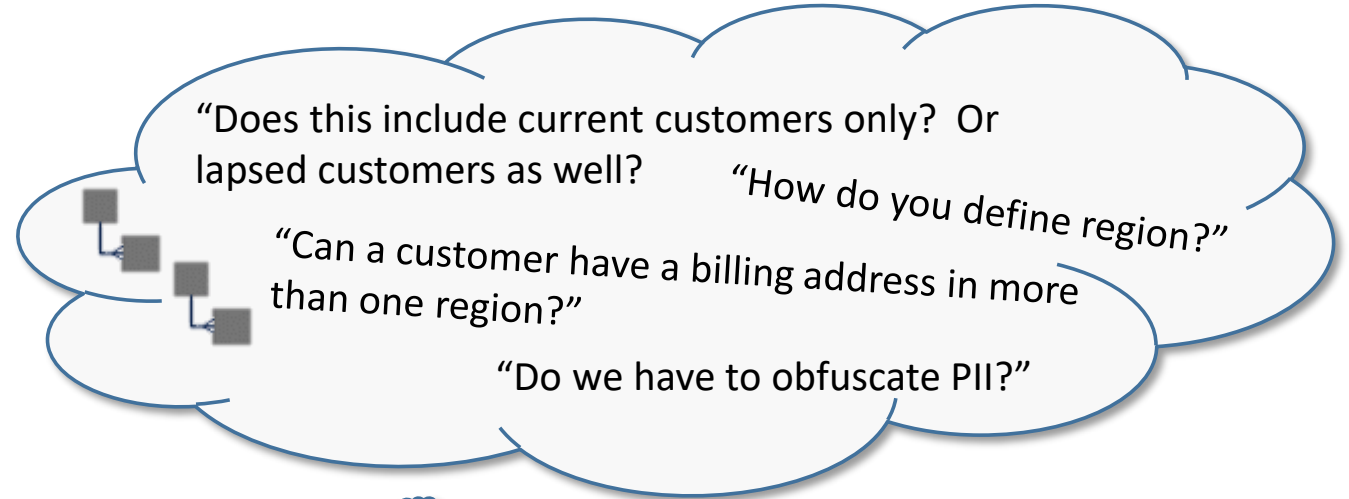 “Does this include current customers only?  Or
lapsed customers as well?
“How do you define region?”
“Can a customer have a billing address in more
than one region?”
“Do we have to obfuscate PII?”